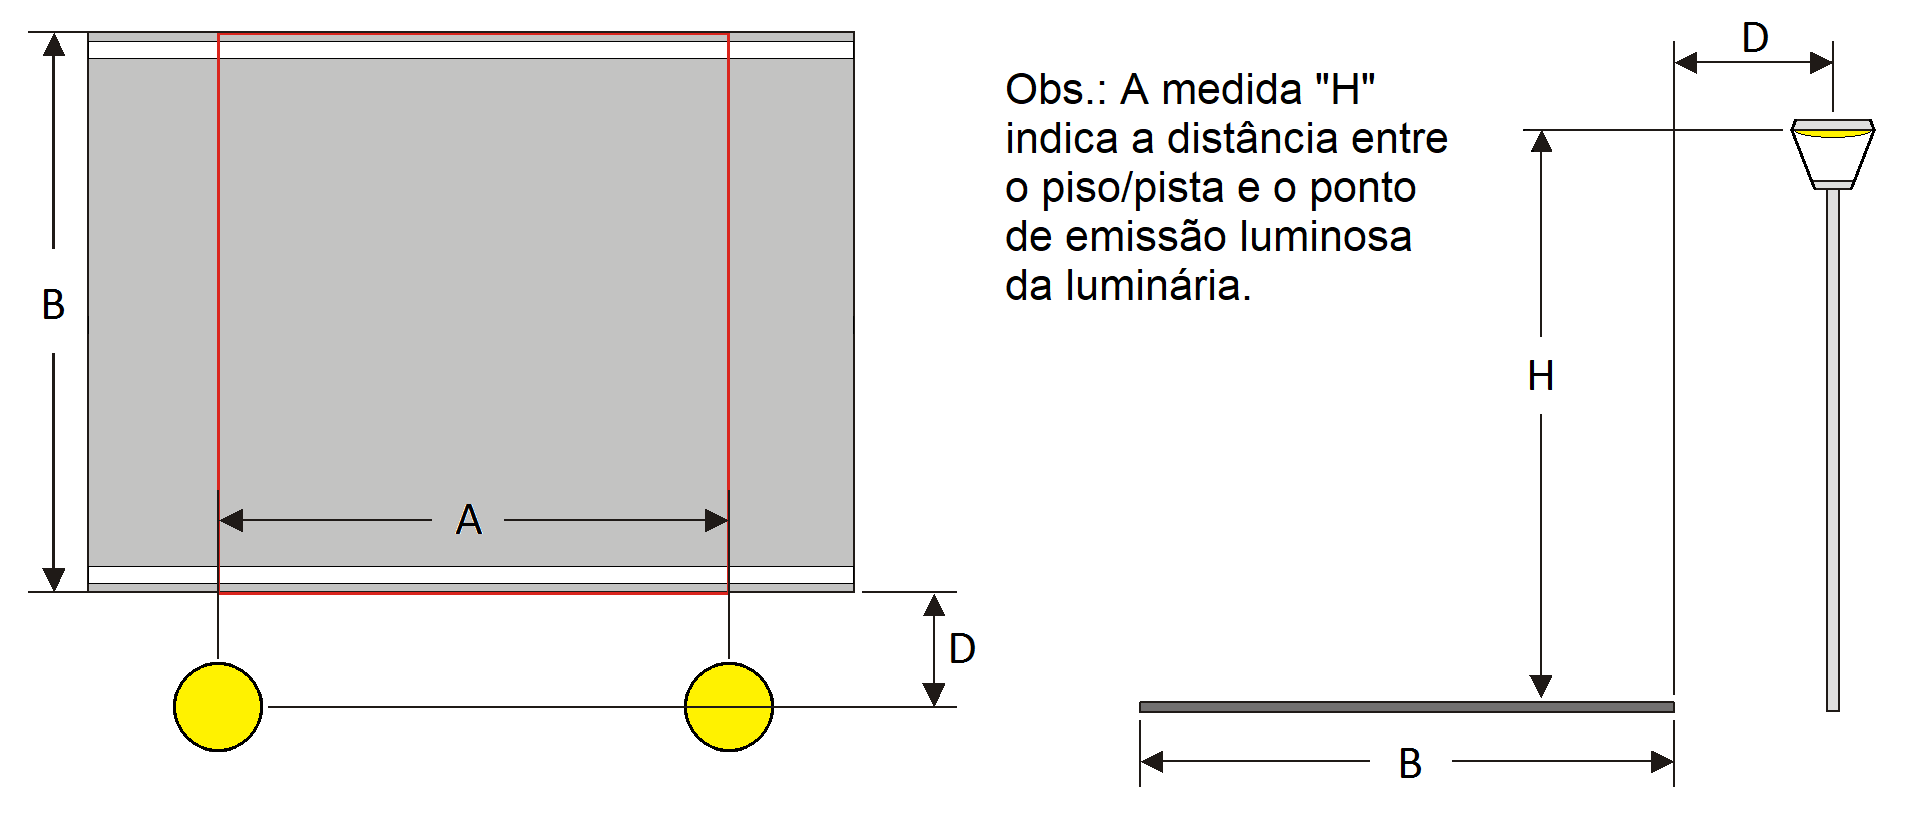 B
A
D
Obs.: A medida "H"
indica a distância entre
o piso/pista e o ponto
de emissão luminosa
da luminária.
D
H
B